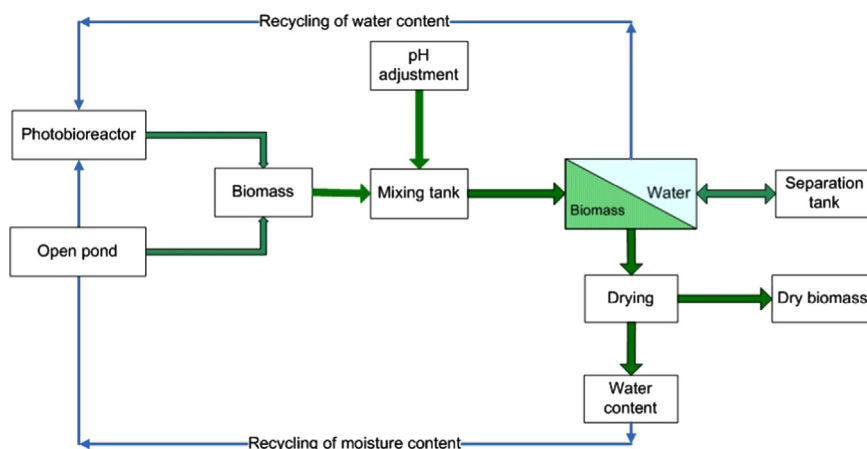 Recycling of water content
pH
adjustment
Photobioreactor
Biomass
Mixing tank
Water
Biomass
Separation
tank
Open pond
Drying
Dry biomass
Water
content
Recycling of moisture content